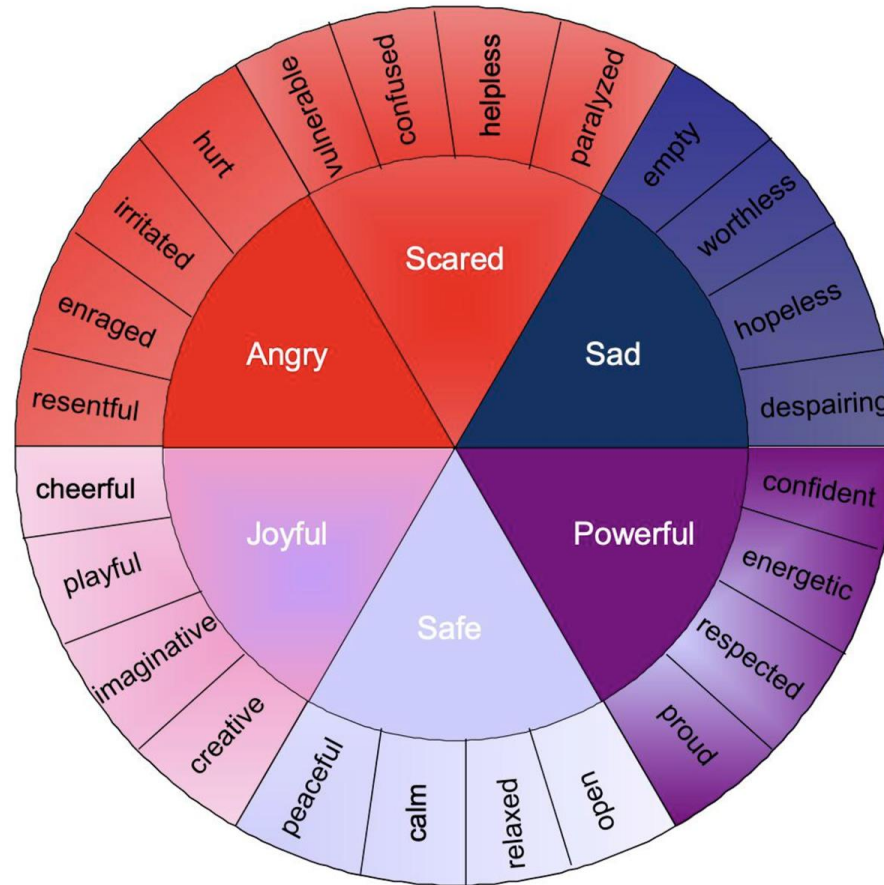 vulnerable
confused
helpless
paralyzed
empty
worthless
hopeless
despairing
confident
energetic
respected
proud
open
relaxed
calm
peaceful
creative
imaginative
playful
cheerful
resentful
enraged
irritated
hurt
Scared
Sad
Powerful
Safe
Joyful
Angry